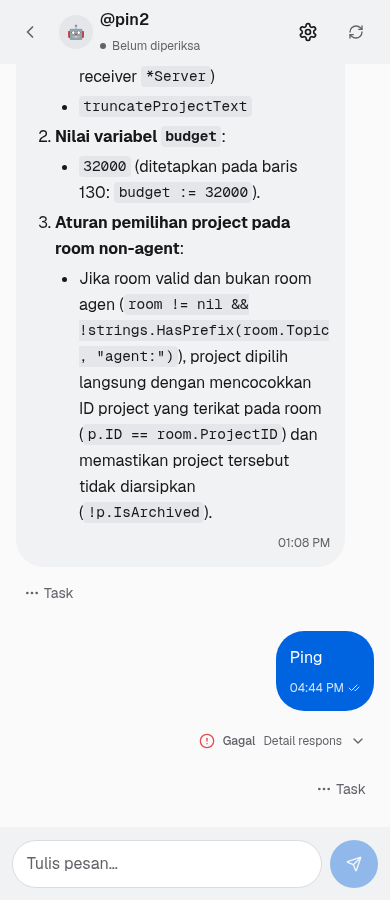 @pin2
Belum diperiksa
receiver *Server)
• truncateProjectText
2. Nilai variabel budget:
• 32000 (ditetapkan pada baris
130: budget := 32000).
3. Aturan pemilihan project pada
room non-agent:
• Jika room valid dan bukan room
agen (room != nil &&
!strings.HasPrefix(room.Topic
, "agent:")), project dipilih
langsung dengan mencocokkan
ID project yang terikat pada room
(p.ID == room.ProjectID) dan
memastikan project tersebut
tidak diarsipkan
(!p.IsArchived).
01:08 PM
Task
Ping
04:44 PM
Gagal Detail respons
Task
Tulis pesan...